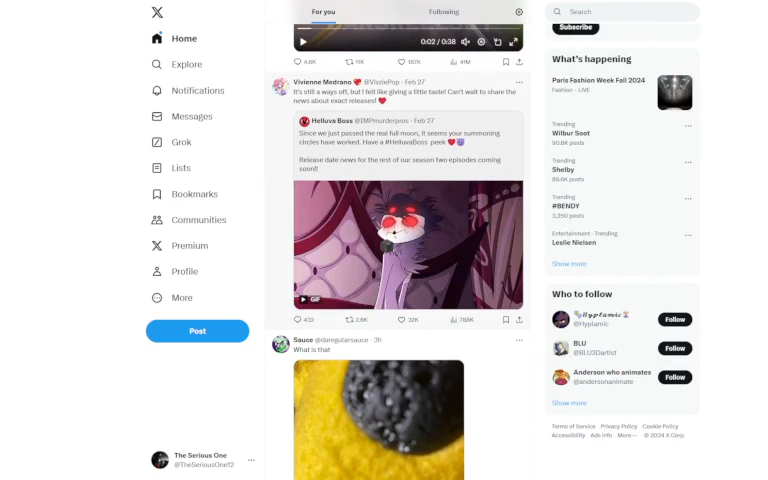 Home
Explore
Notifications
Messages
Grok
Lists
Bookmarks
Communities
Premium
Profile
More
Post
The Serious One
@TheSeriousOne12
For you
Following
0:02 / 0:38
4.6K
11K
187K
41M
Vivienne Medrano @VivziePop · Feb 27
It's still a ways off, but I felt like giving a little taste! Can't wait to share the
news about exact releases!
Helluva Boss @IMPmurderpros · Feb 27
Since we just passed the real full moon, it seems your summoning
circles have worked. Have a #HelluvaBoss peek
Release date news for the rest of our season two episodes coming
soon!!
GIF
432
2.6K
32K
788K
Sauce @daregularsauce · 3h
What is that
Search
Subscribe
What's happening
Paris Fashion Week Fall 2024
Fashion · LIVE
Trending
Wilbur Soot
90.6K posts
Trending
Shelby
89.6K posts
Trending
#BENDY
3,290 posts
Entertainment · Trending
Leslie Nielsen
Show more
Who to follow
𝓗𝔂𝓹𝓵𝓪𝓶𝓲𝓬
@Hyplamic
Follow
BLU
@BLU3Dartist
Follow
Anderson who animates
@andersonanimate
Follow
Show more
Terms of Service Privacy Policy Cookie Policy
Accessibility Ads info More ··· © 2024 X Corp.